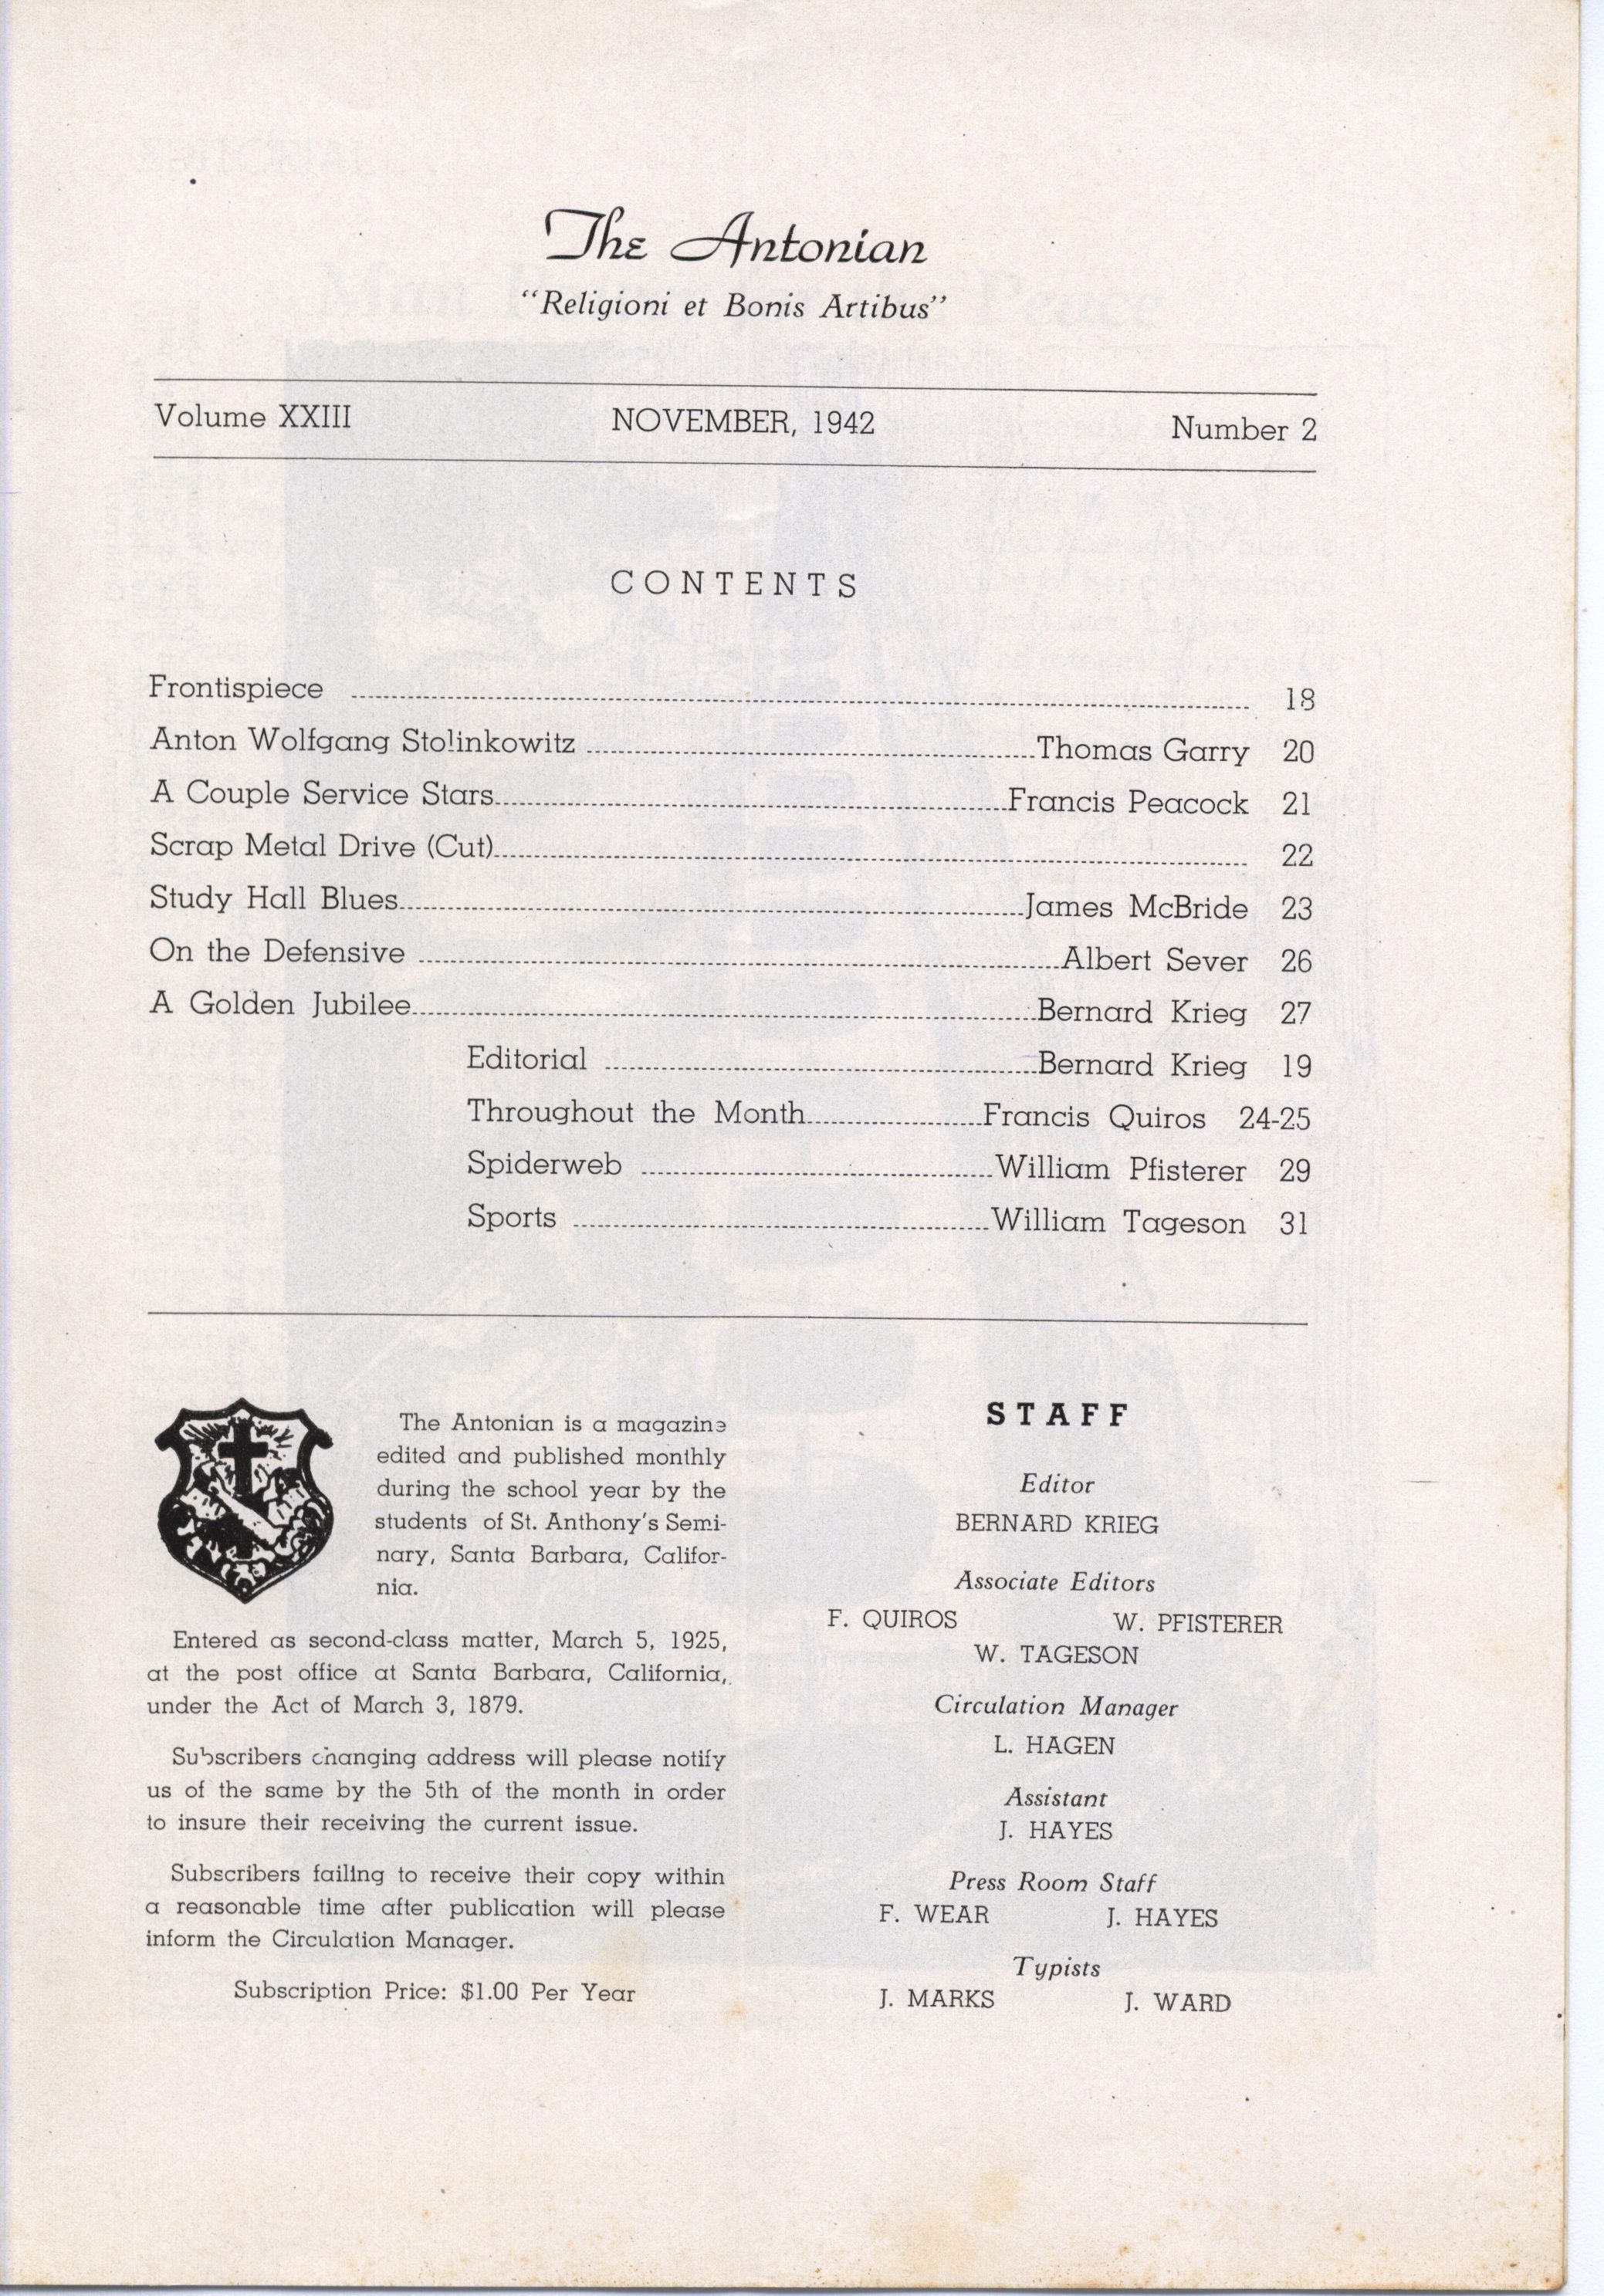 The Antonian
“Religioni et Bonis Artibus”
Volume XXIII NOVEMBER, 1942 Number 2
CONTENTS
Frontispiece 18
Anton Wolfgang Stolinkowitz Thomas Garry 20
A Couple Service Stars Francis Peacock 21
Scrap Metal Drive (Cut) 22
Study Hall Blues James McBride 23
On the Defensive Albert Sever 26
A Golden Jubilee Bernard Krieg 27
Editorial Bernard Krieg 19
Throughout the Month Francis Quiros 24-25
Spiderweb William Pfisterer 29
Sports William Tageson 31
The Antonian is a magazine
edited and published monthly
during the school year by the
students of St. Anthony's Semi-
nary, Santa Barbara, Califor-
nia.
Entered as second-class matter, March 5, 1925,
at the post office at Santa Barbara, California,
under the Act of March 3, 1879.
Subscribers changing address will please notify
us of the same by the 5th of the month in order
to insure their receiving the current issue.
Subscribers failing to receive their copy within
a reasonable time after publication will please
inform the Circulation Manager.
Subscription Price: $1.00 Per Year
STAFF
Editor
BERNARD KRIEG
Associate Editors
F. QUIROS W. PFISTERER
W. TAGESON
Circulation Manager
L. HAGEN
Assistant
J. HAYES
Press Room Staff
F. WEAR J. HAYES
Typists
J. MARKS J. WARD